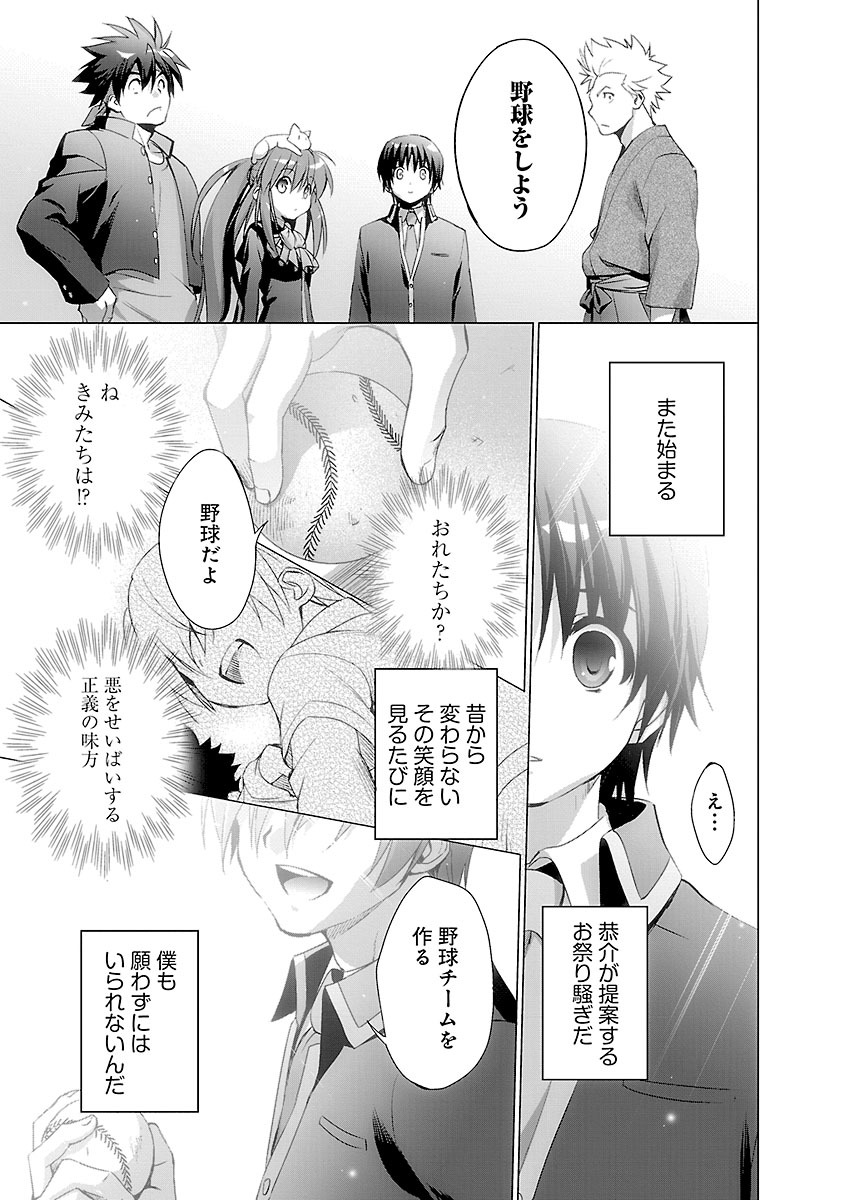 野球をしよう
また始まる
え…
恭介が提案する
お祭り騒ぎだ
野球だよ
おれたちか？
ね
きみたちは!?
悪をせいばいする
正義の味方
昔から
変わらない
その笑顔を
見るたびに
野球チームを
作る
僕も
願わずには
いられないんだ